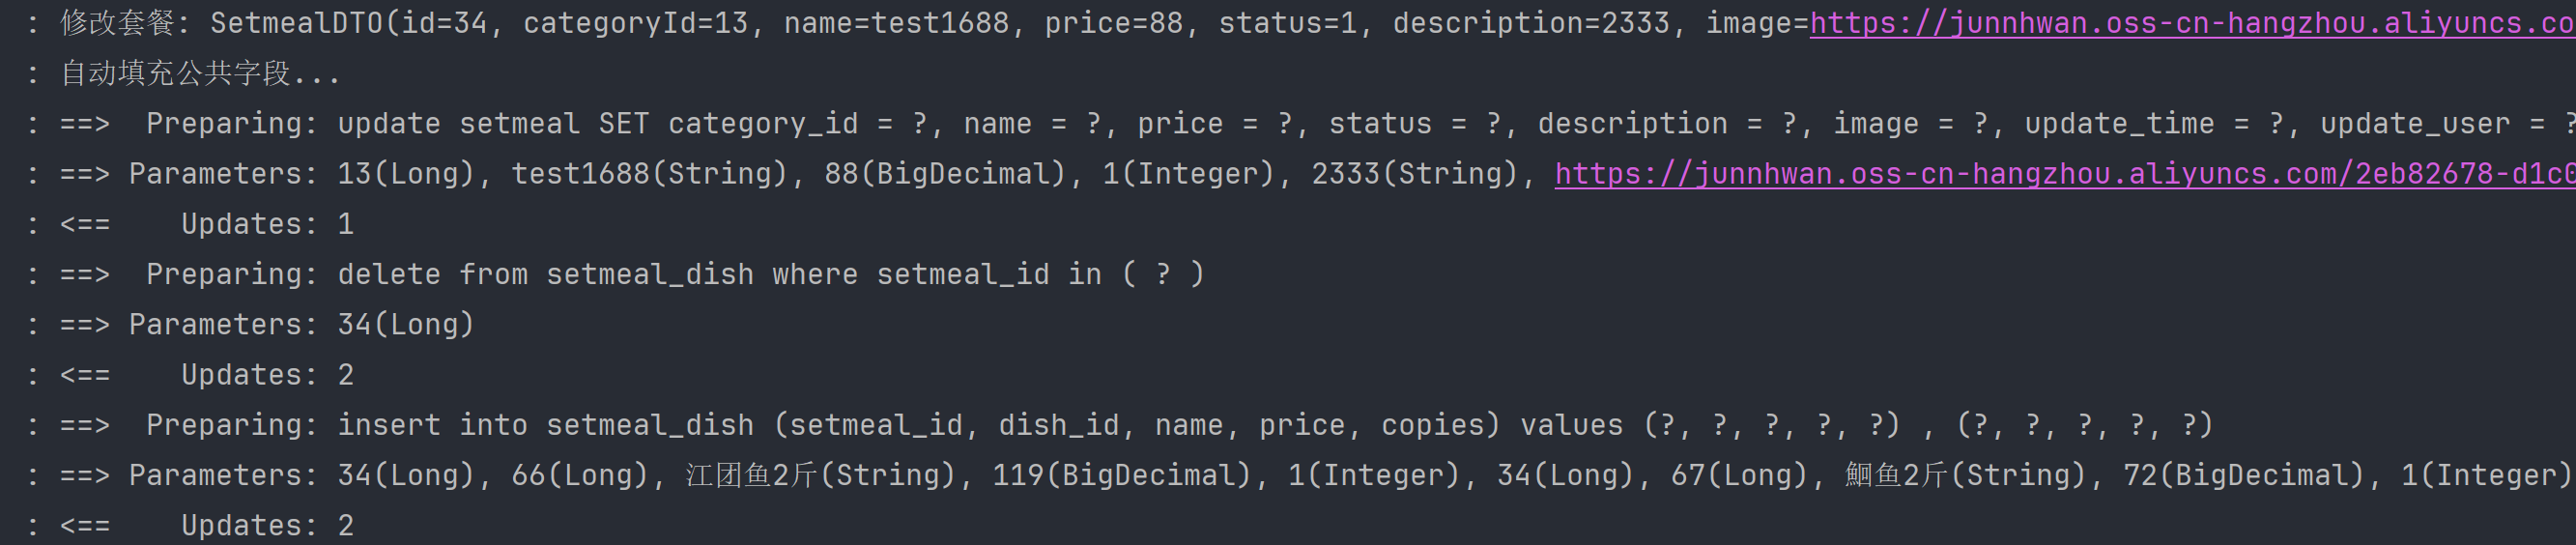 : 修改套餐: SetmealDTO(id=34, categoryId=13, name=test1688, price=88, status=1, description=2333, image=https://junnhwan.oss-cn-hangzhou.aliyuncs.co
: 自动填充公共字段...
: ==>  Preparing: update setmeal SET category_id = ?, name = ?, price = ?, status = ?, description = ?, image = ?, update_time = ?, update_user = ?
: ==> Parameters: 13(Long), test1688(String), 88(BigDecimal), 1(Integer), 2333(String), https://junnhwan.oss-cn-hangzhou.aliyuncs.com/2eb82678-d1c0
: <==    Updates: 1
: ==>  Preparing: delete from setmeal_dish where setmeal_id in ( ? )
: ==> Parameters: 34(Long)
: <==    Updates: 2
: ==>  Preparing: insert into setmeal_dish (setmeal_id, dish_id, name, price, copies) values (?, ?, ?, ?, ?) , (?, ?, ?, ?, ?)
: ==> Parameters: 34(Long), 66(Long), 江团鱼2斤(String), 119(BigDecimal), 1(Integer), 34(Long), 67(Long), 鮰鱼2斤(String), 72(BigDecimal), 1(Integer)
: <==    Updates: 2